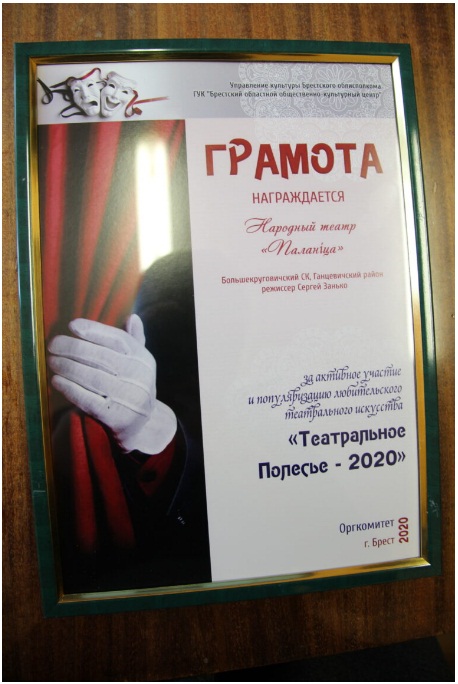 Управление культуры Брестского облисполкома
ГУК "Брестский областной общественно-культурный центр"
ГРАМОТА
НАГРАЖДАЕТСЯ
Народный театр
«Паланіца»
Большекруговичский СК, Ганцевичский район
режиссер Сергей Занько
за активное участие
и популяризацию любительского
театрального искусства
«Театральное
Полесье - 2020»
Оргкомитет
г. Брест
2020